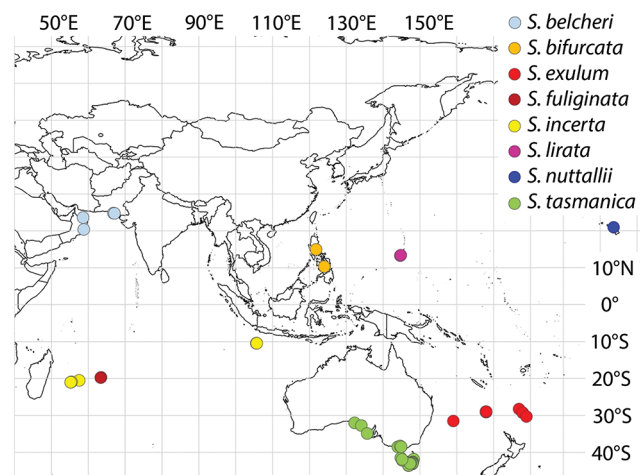 50°E 70°E 90°E 110°E 130°E 150°E
S. belcheri
S. bifurcata
S. exulum
S. fuliginata
S. incerta
S. lirata
S. nuttallii
S. tasmanica
10°N
0°
10°S
20°S
30°S
40°S